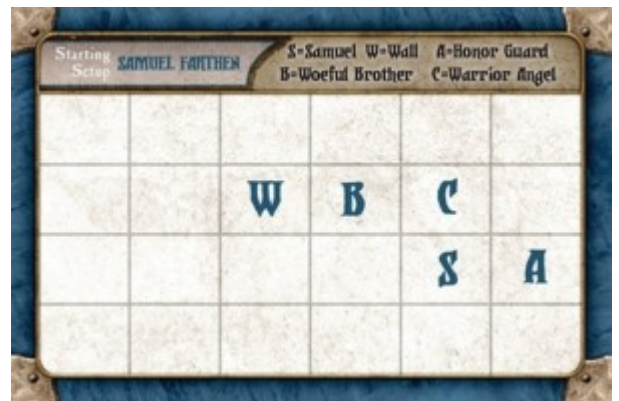 Starting Setup SAMUEL FARTHEN
S=Samuel W=Wall A=Honor Guard
B=Woeful Brother C=Warrior Angel
W B C
S A